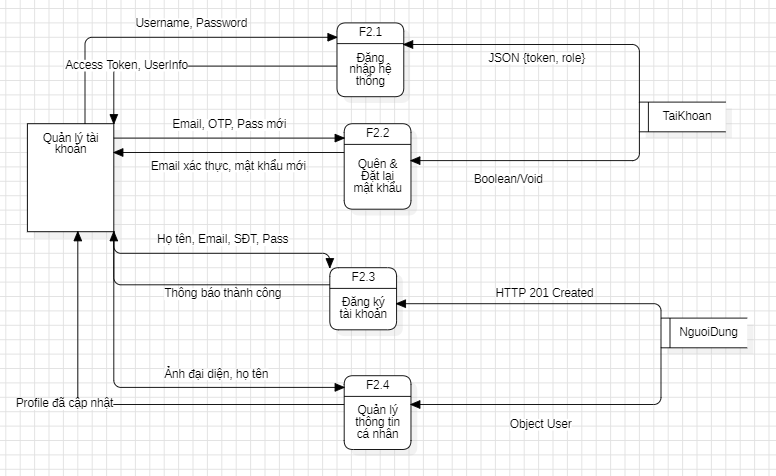 Username, Password
F2.1
Đăng
nhập hệ
thống
JSON {token, role}
Access Token, UserInfo
TaiKhoan
Quản lý tài
khoản
Email, OTP, Pass mới
F2.2
Quên &
Đặt lại
mật khẩu
Email xác thực, mật khẩu mới
Boolean/Void
Họ tên, Email, SĐT, Pass
F2.3
Đăng ký
tài khoản
Thông báo thành công
HTTP 201 Created
NguoiDung
Ảnh đại diện, họ tên
F2.4
Quản lý
thông tin
cá nhân
Profile đã cập nhật
Object User